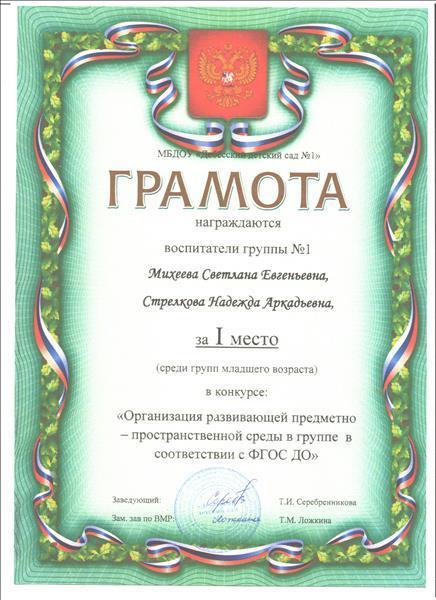 МБДОУ «Дебесский детский сад №1»
ГРАМОТА
награждаются
воспитатели группы №1
Михеева Светлана Евгеньевна,
Стрелкова Надежда Аркадьевна,
за I место
(среди групп младшего возраста)
в конкурсе:
«Организация развивающей предметно
– пространственной среды в группе в
соответствии с ФГОС ДО»
Заведующий: Т.И. Серебренникова
Зам. зав по ВМР: Т.М. Ложкина